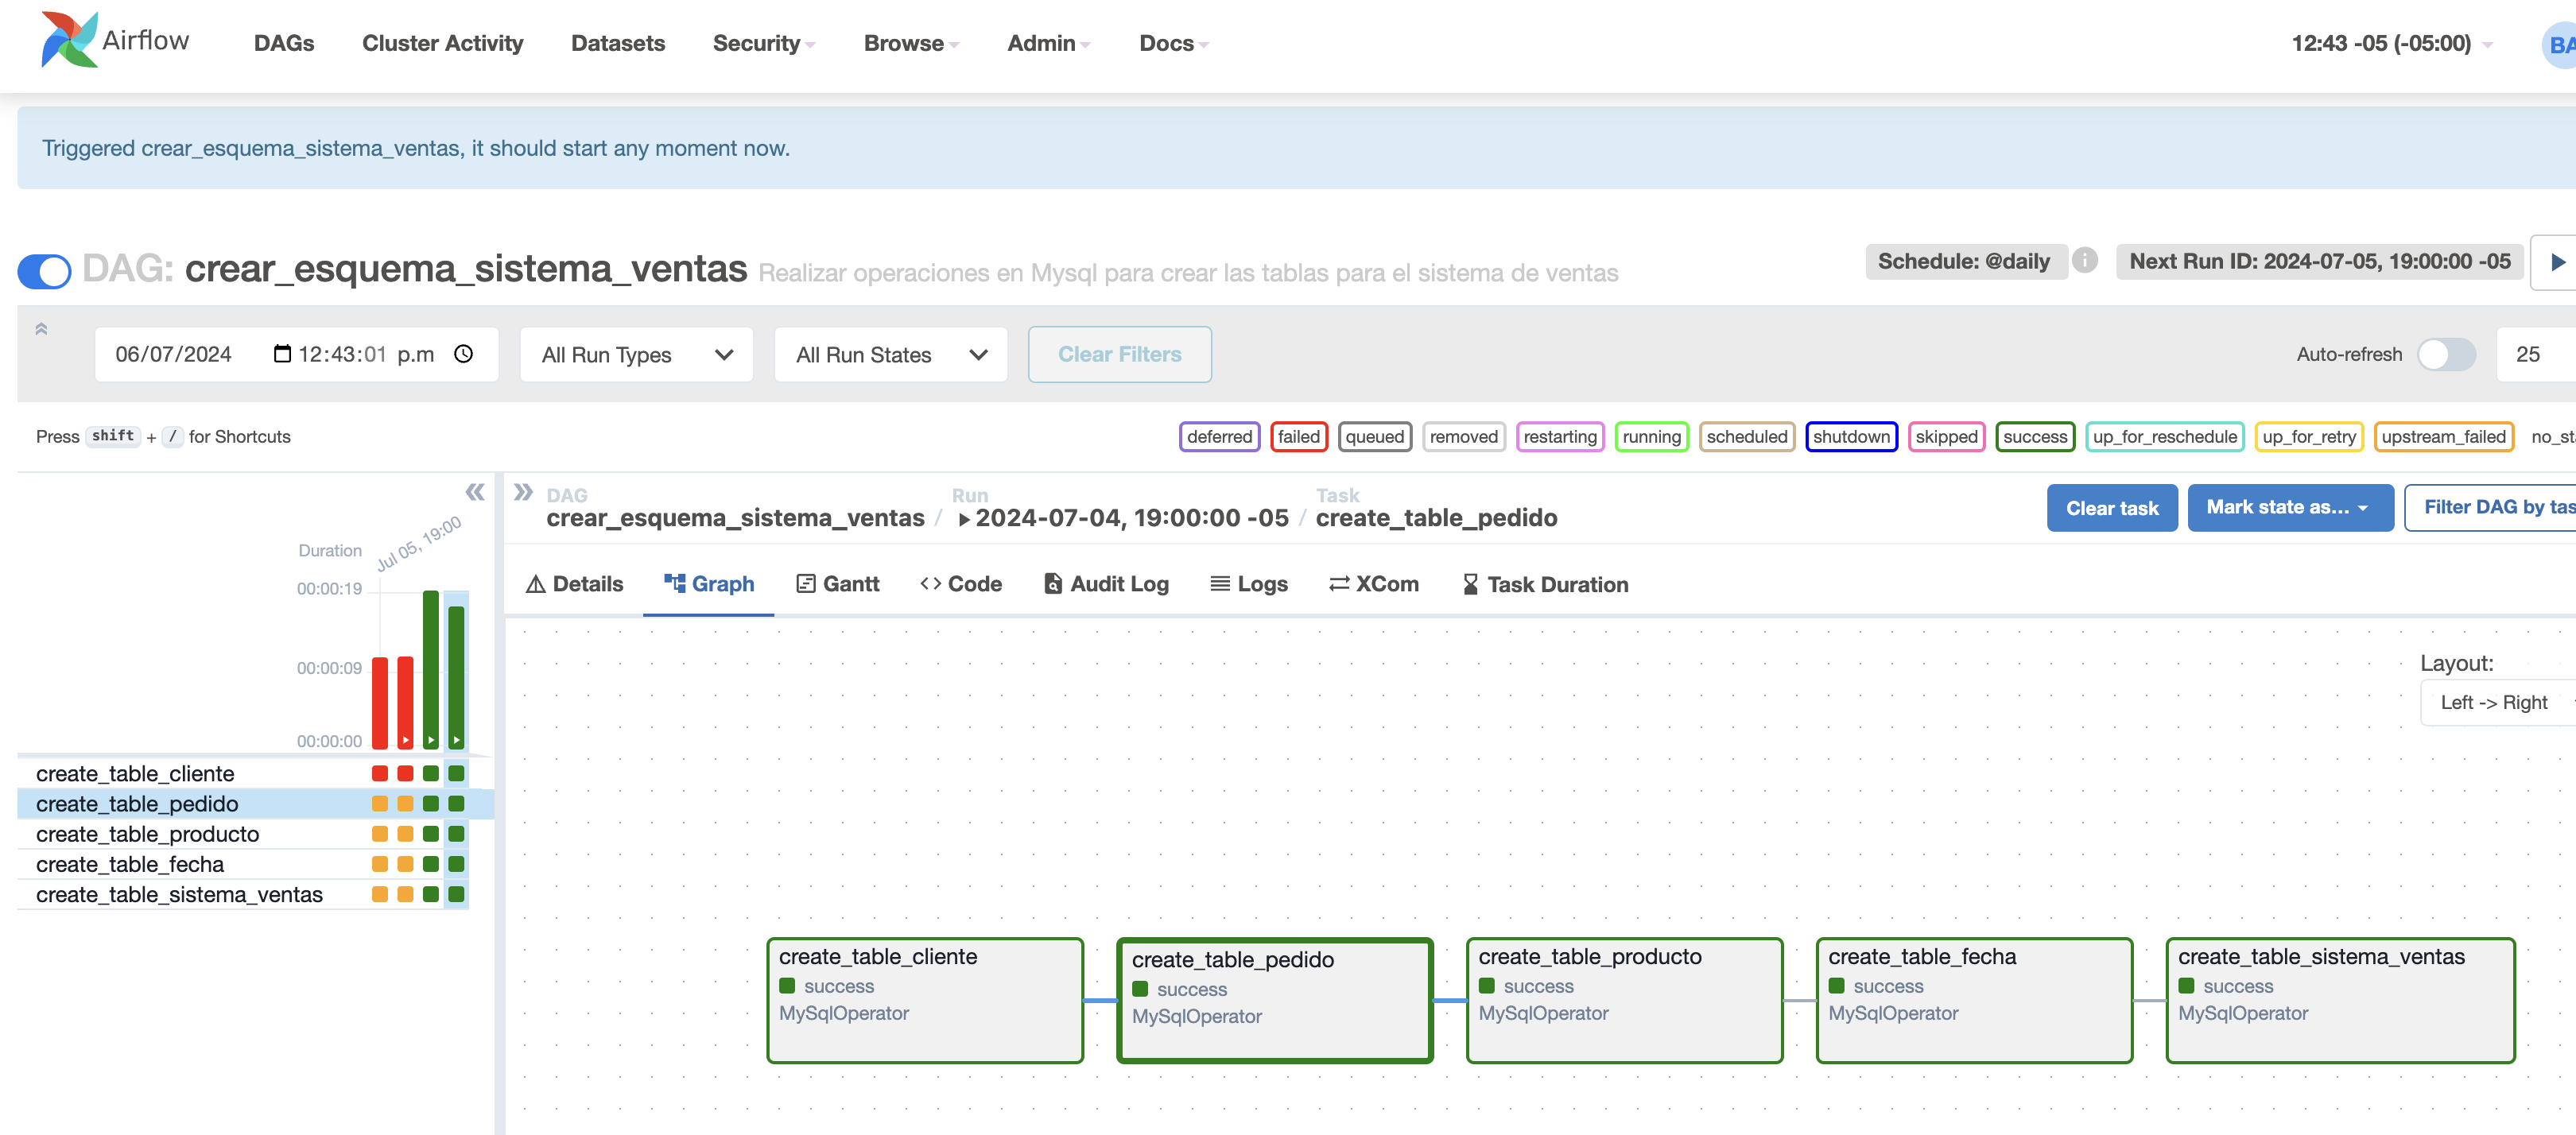 Airflow DAGs Cluster Activity Datasets Security Browse Admin Docs 12:43 -05 (-05:00)
Triggered crear_esquema_sistema_ventas, it should start any moment now.
DAG: crear_esquema_sistema_ventas Realizar operaciones en Mysql para crear las tablas para el sistema de ventas Schedule: @daily Next Run ID: 2024-07-05, 19:00:00 -05
06/07/2024 12:43:01 p.m All Run Types All Run States Clear Filters Auto-refresh 25
Press shift + / for Shortcuts deferred failed queued removed restarting running scheduled shutdown skipped success up_for_reschedule up_for_retry upstream_failed
DAG Run Task
crear_esquema_sistema_ventas / 2024-07-04, 19:00:00 -05 / create_table_pedido
Clear task Mark state as... Filter DAG by
Details Graph Gantt Code Audit Log Logs XCom Task Duration
Jul 05, 19:00
Duration
00:00:19
00:00:09
00:00:00
create_table_cliente
create_table_pedido
create_table_producto
create_table_fecha
create_table_sistema_ventas
Layout:
Left -> Right
create_table_cliente
success
MySqlOperator
create_table_pedido
success
MySqlOperator
create_table_producto
success
MySqlOperator
create_table_fecha
success
MySqlOperator
create_table_sistema_ventas
success
MySqlOperator